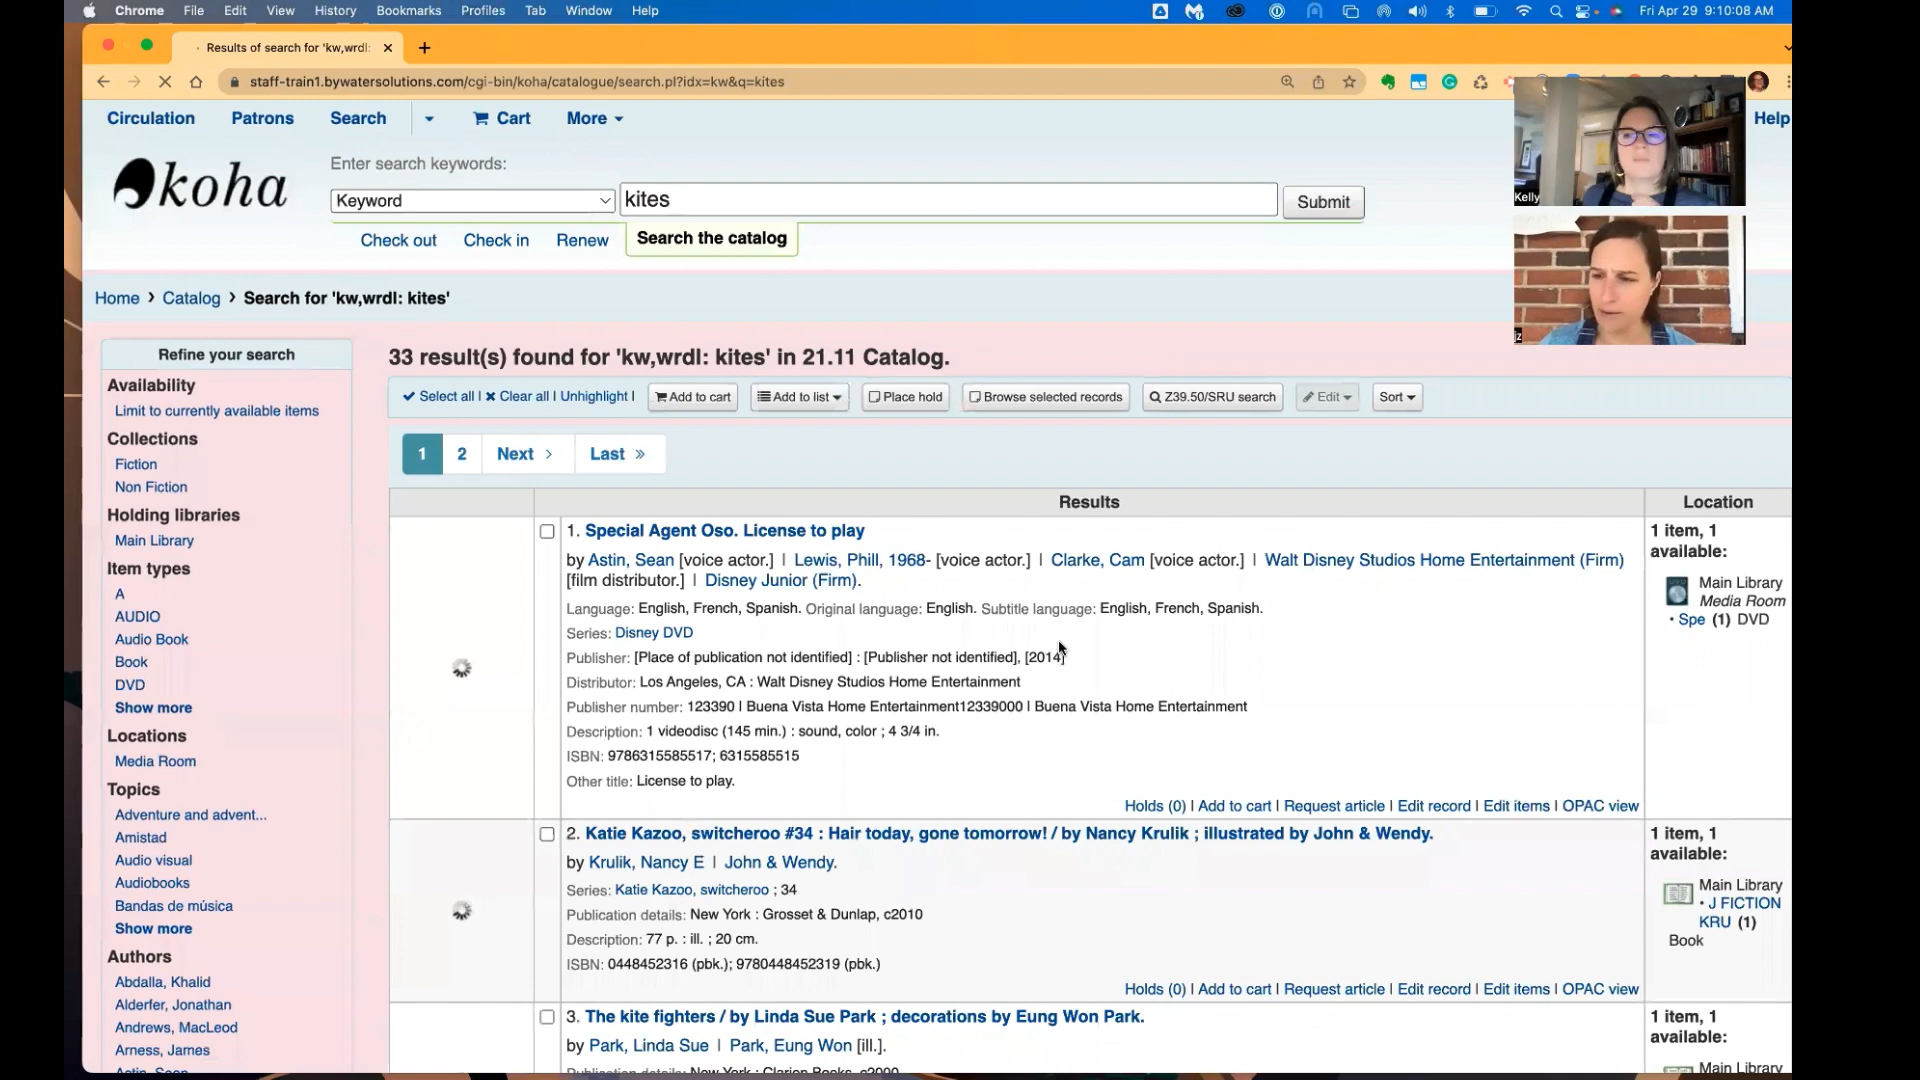 Chrome File Edit View History Bookmarks Profiles Tab Window Help Fri Apr 29 9:10:08 AM
Results of search for 'kw,wrdl:
staff-train1.bywatersolutions.com/cgi-bin/koha/catalogue/search.pl?idx=kw&q=kites
Circulation Patrons Search Cart More Help
Enter search keywords:
koha
Keyword kites Submit
Kelly
Check out Check in Renew Search the catalog
Home › Catalog › Search for 'kw,wrdl: kites'
jz
Refine your search
Availability
Limit to currently available items
Collections
Fiction
Non Fiction
Holding libraries
Main Library
Item types
A
AUDIO
Audio Book
Book
DVD
Show more
Locations
Media Room
Topics
Adventure and advent...
Amistad
Audio visual
Audiobooks
Bandas de música
Show more
Authors
Abdalla, Khalid
Alderfer, Jonathan
Andrews, MacLeod
Arness, James
Astin, Sean
33 result(s) found for 'kw,wrdl: kites' in 21.11 Catalog.
Select all | Clear all | Unhighlight | Add to cart Add to list Place hold Browse selected records Z39.50/SRU search Edit Sort
1 2 Next › Last »
Results Location
1. Special Agent Oso. License to play
by Astin, Sean [voice actor.] | Lewis, Phill, 1968- [voice actor.] | Clarke, Cam [voice actor.] | Walt Disney Studios Home Entertainment (Firm)
[film distributor.] | Disney Junior (Firm).
Language: English, French, Spanish. Original language: English. Subtitle language: English, French, Spanish.
Series: Disney DVD
Publisher: [Place of publication not identified] : [Publisher not identified], [2014]
Distributor: Los Angeles, CA : Walt Disney Studios Home Entertainment
Publisher number: 123390 | Buena Vista Home Entertainment12339000 | Buena Vista Home Entertainment
Description: 1 videodisc (145 min.) : sound, color ; 4 3/4 in.
ISBN: 9786315585517; 6315585515
Other title: License to play.
Holds (0) | Add to cart | Request article | Edit record | Edit items | OPAC view
1 item, 1
available:
Main Library
Media Room
• Spe (1) DVD
2. Katie Kazoo, switcheroo #34 : Hair today, gone tomorrow! / by Nancy Krulik ; illustrated by John & Wendy.
by Krulik, Nancy E | John & Wendy.
Series: Katie Kazoo, switcheroo ; 34
Publication details: New York : Grosset & Dunlap, c2010
Description: 77 p. : ill. ; 20 cm.
ISBN: 0448452316 (pbk.); 9780448452319 (pbk.)
Holds (0) | Add to cart | Request article | Edit record | Edit items | OPAC view
1 item, 1
available:
Main Library
• J FICTION
KRU (1)
Book
3. The kite fighters / by Linda Sue Park ; decorations by Eung Won Park.
by Park, Linda Sue | Park, Eung Won [ill.].
Publication details: New York : Clarion Books, c2000
1 item, 1
available:
Main Library